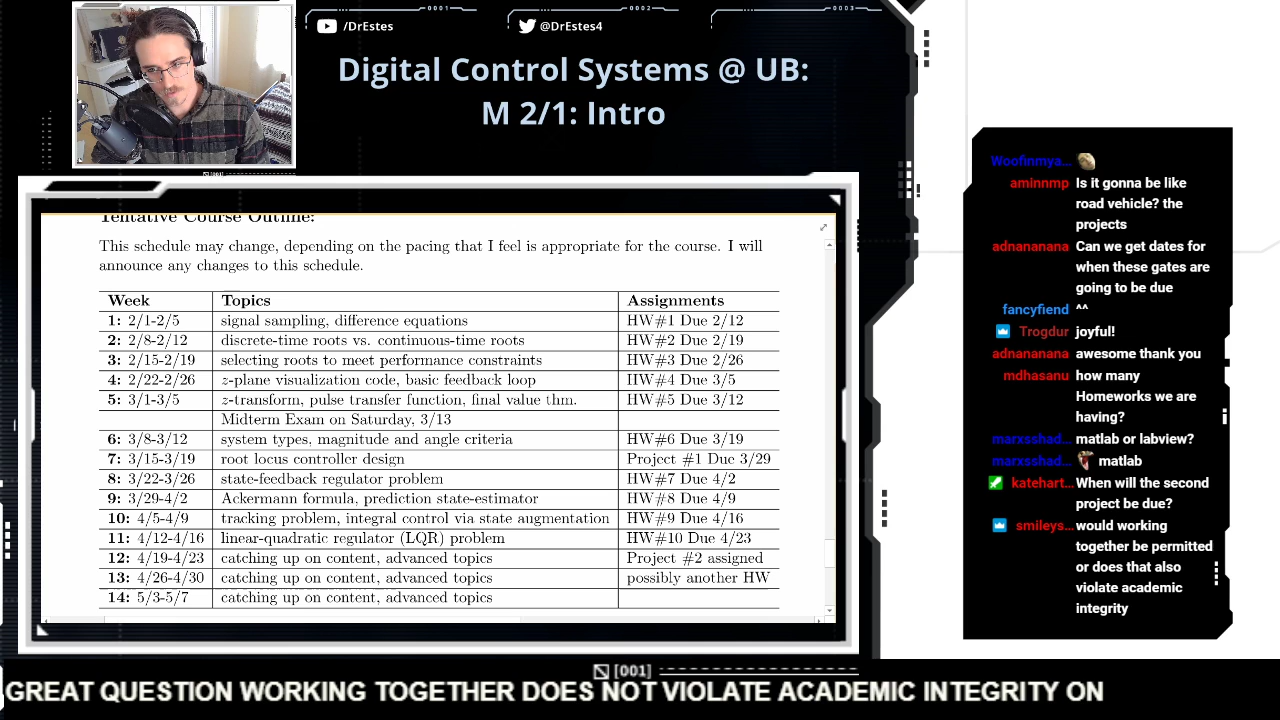 0001
0002
0003
/DrEstes
@DrEstes4
Digital Control Systems @ UB:
M 2/1: Intro
[001]
Tentative Course Outline:
This schedule may change, depending on the pacing that I feel is appropriate for the course. I will
announce any changes to this schedule.
Week Topics Assignments
1: 2/1-2/5 signal sampling, difference equations HW#1 Due 2/12
2: 2/8-2/12 discrete-time roots vs. continuous-time roots HW#2 Due 2/19
3: 2/15-2/19 selecting roots to meet performance constraints HW#3 Due 2/26
4: 2/22-2/26 z-plane visualization code, basic feedback loop HW#4 Due 3/5
5: 3/1-3/5 z-transform, pulse transfer function, final value thm. HW#5 Due 3/12
Midterm Exam on Saturday, 3/13
6: 3/8-3/12 system types, magnitude and angle criteria HW#6 Due 3/19
7: 3/15-3/19 root locus controller design Project #1 Due 3/29
8: 3/22-3/26 state-feedback regulator problem HW#7 Due 4/2
9: 3/29-4/2 Ackermann formula, prediction state-estimator HW#8 Due 4/9
10: 4/5-4/9 tracking problem, integral control via state augmentation HW#9 Due 4/16
11: 4/12-4/16 linear-quadratic regulator (LQR) problem HW#10 Due 4/23
12: 4/19-4/23 catching up on content, advanced topics Project #2 assigned
13: 4/26-4/30 catching up on content, advanced topics possibly another HW
14: 5/3-5/7 catching up on content, advanced topics
Woofinmya...
aminnmp Is it gonna be like
road vehicle? the
projects
adnananana Can we get dates for
when these gates are
going to be due
fancyfiend ^^
Trogdur joyful!
adnananana awesome thank you
mdhasanu how many
Homeworks we are
having?
marxsshad... matlab or labview?
marxsshad... matlab
katehart... When will the second
project be due?
smileys... would working
together be permitted
or does that also
violate academic
integrity
[001]
GREAT QUESTION WORKING TOGETHER DOES NOT VIOLATE ACADEMIC INTEGRITY ON